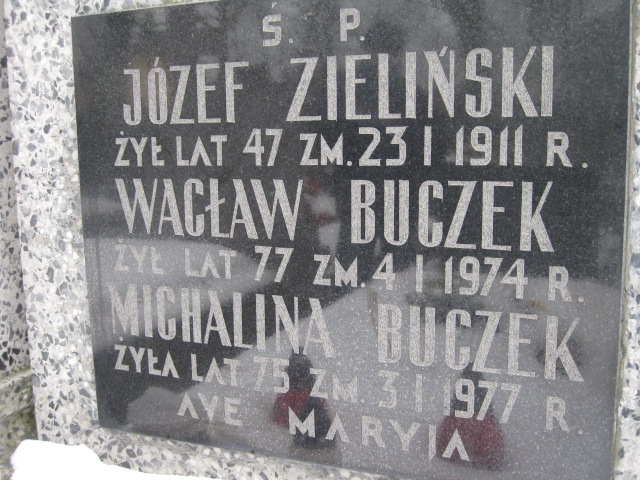 Ś. P.
JÓZEF ZIELIŃSKI
ŻYŁ LAT 47 ZM. 23 I 1911 R.
WACŁAW BUCZEK
ŻYŁ LAT 77 ZM. 4 I 1974 R.
MICHALINA BUCZEK
ŻYŁA LAT 75 ZM. 3 I 1977 R.
AVE MARYJA